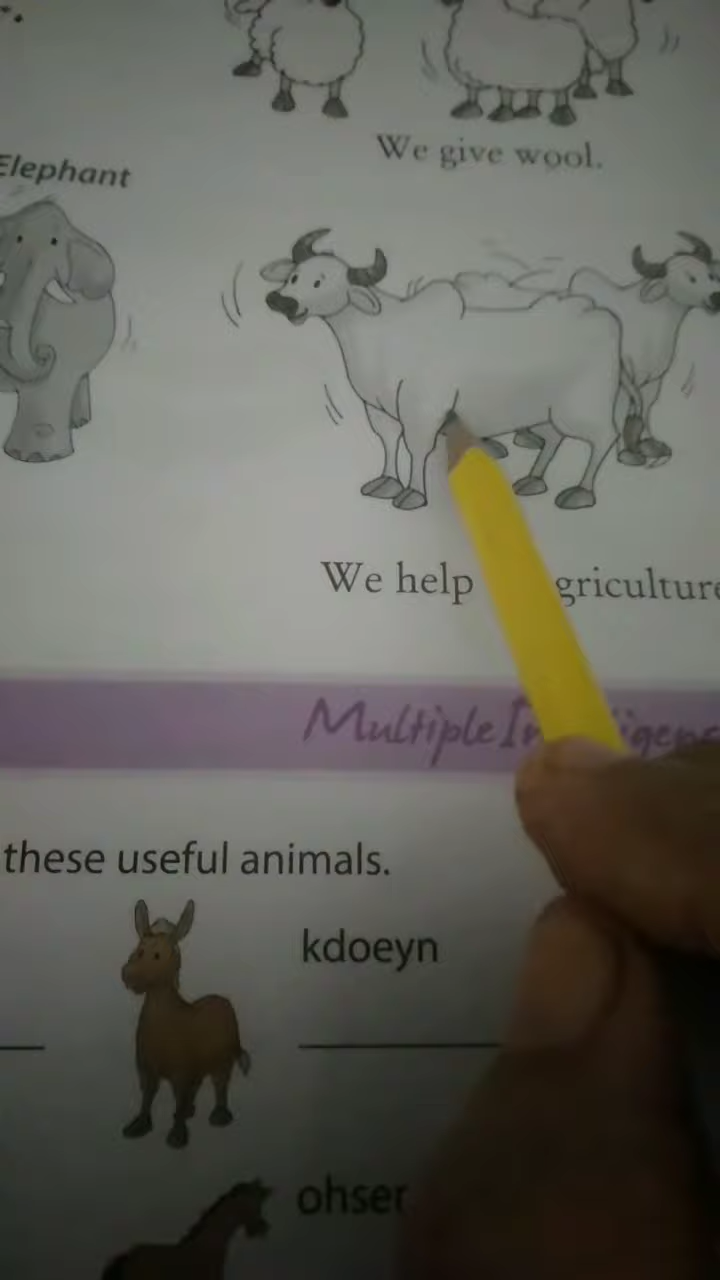 Elephant
We give wool.
We help griculture
Multiple
these useful animals.
kdoeyn
ohser